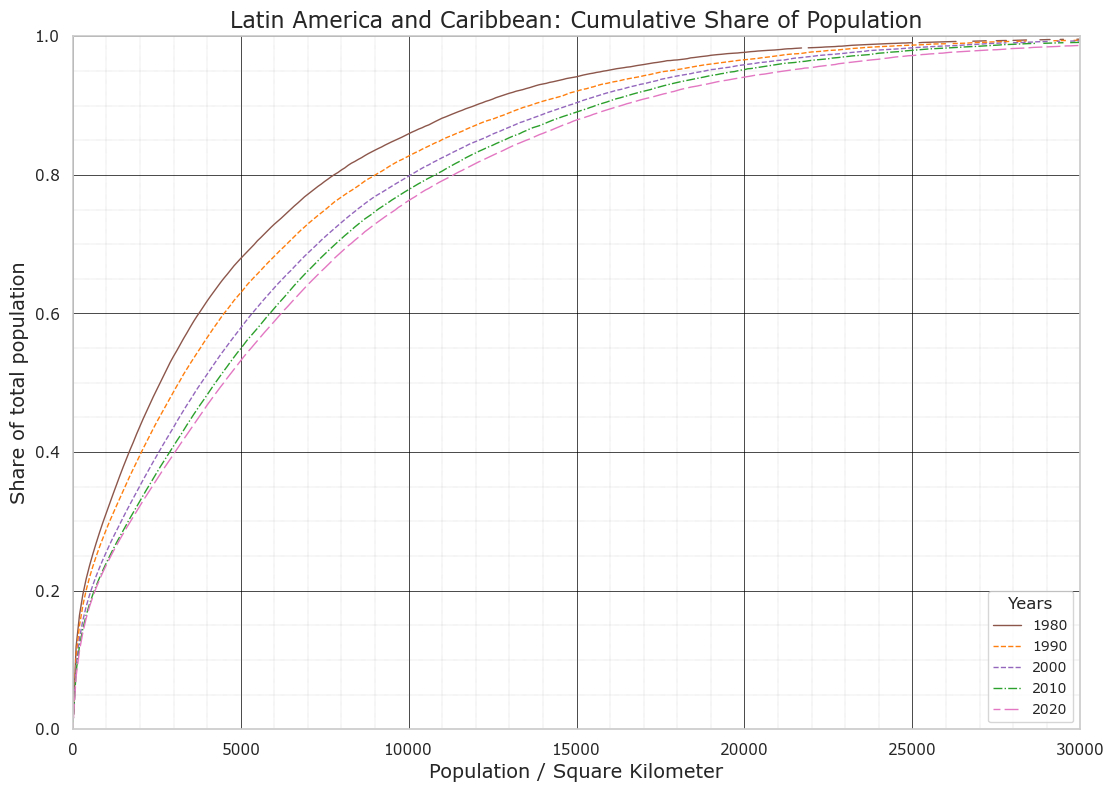 Latin America and Caribbean: Cumulative Share of Population
1.0
0.8
0.6
0.4
0.2
0.0
Share of total population
0 5000 10000 15000 20000 25000 30000
Population / Square Kilometer
Years
1980
1990
2000
2010
2020